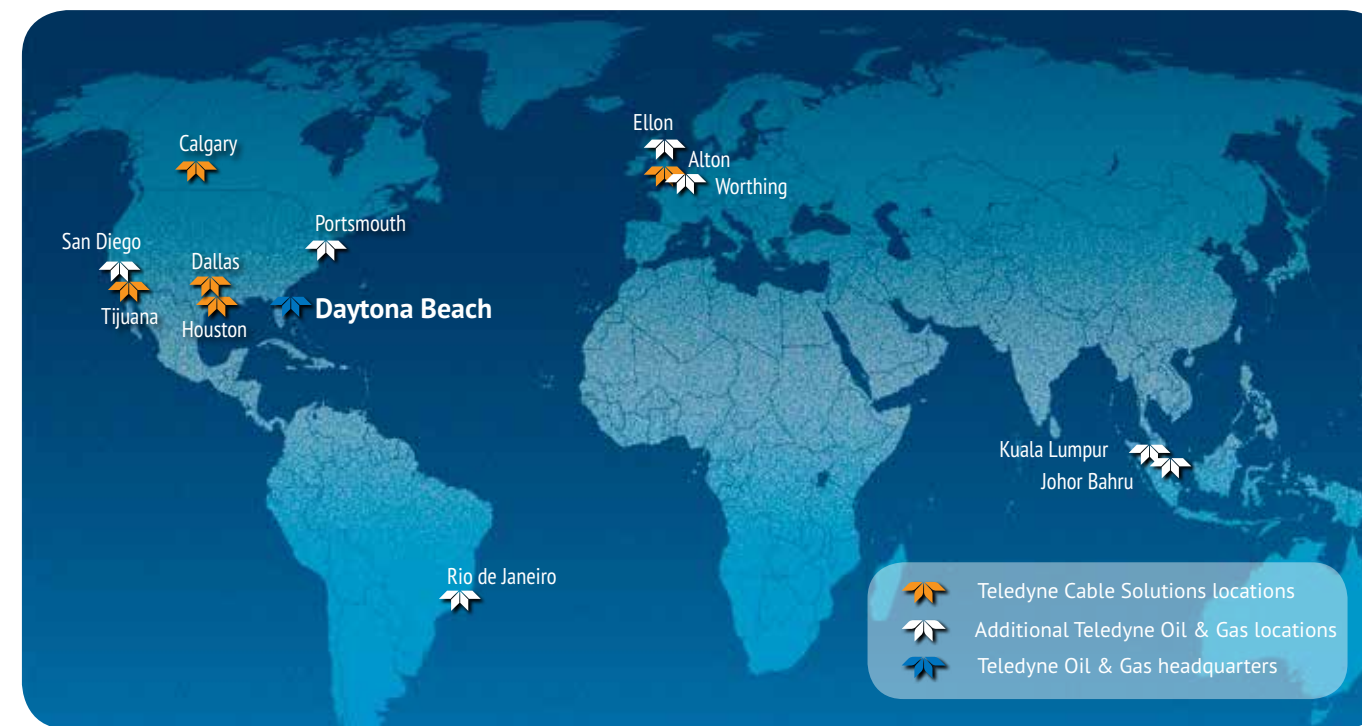 Ellon
Calgary
Alton
Worthing
Portsmouth
San Diego
Dallas
Daytona Beach
Tijuana
Houston
Kuala Lumpur
Johor Bahru
Rio de Janeiro
Teledyne Cable Solutions locations
Additional Teledyne Oil & Gas locations
Teledyne Oil & Gas headquarters